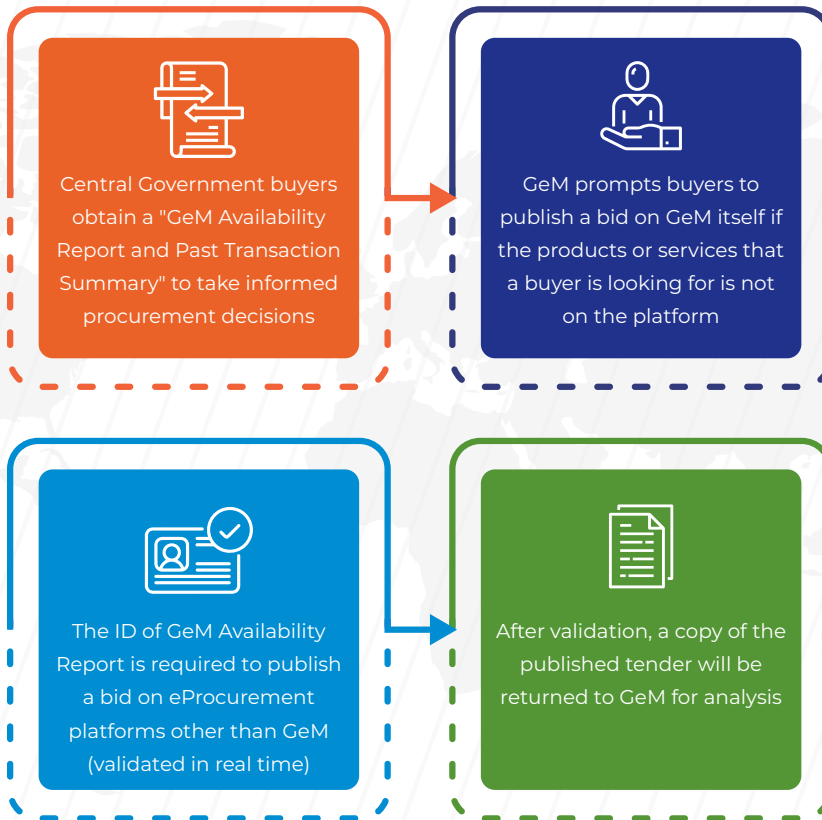 Central Government buyers
obtain a "GeM Availability
Report and Past Transaction
Summary" to take informed
procurement decisions
GeM prompts buyers to
publish a bid on GeM itself if
the products or services that
a buyer is looking for is not
on the platform
The ID of GeM Availability
Report is required to publish
a bid on eProcurement
platforms other than GeM
(validated in real time)
After validation, a copy of the
published tender will be
returned to GeM for analysis